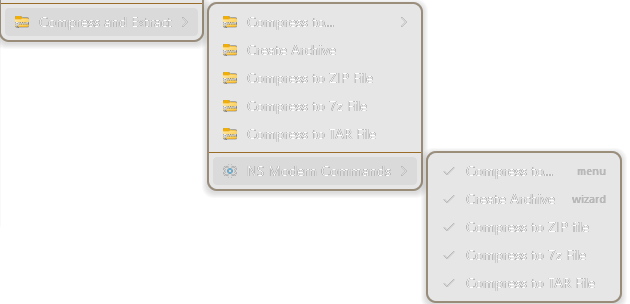 Compress and Extract
Compress to...
Create Archive
Compress to ZIP File
Compress to 7z File
Compress to TAR File
NS Modern Commands
Compress to... menu
Create Archive wizard
Compress to ZIP file
Compress to 7z File
Compress to TAR File